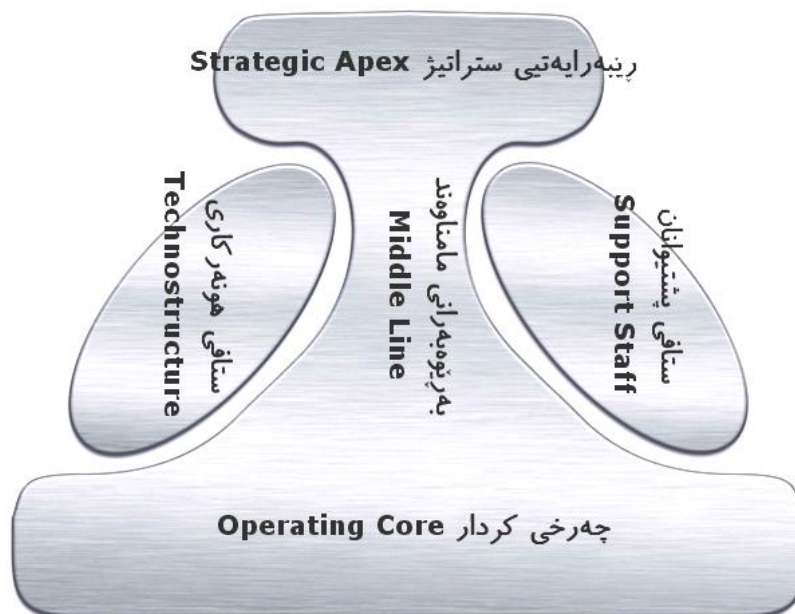 Strategic Apex ڕێبەرایەتیی ستراتیژ
ستافی هونەرکاری
Technostructure
بەڕێوەبەرانی مامناوەند
Middle Line
ستافی پشتیوانان
Support Staff
Operating Core چەرخی کردار